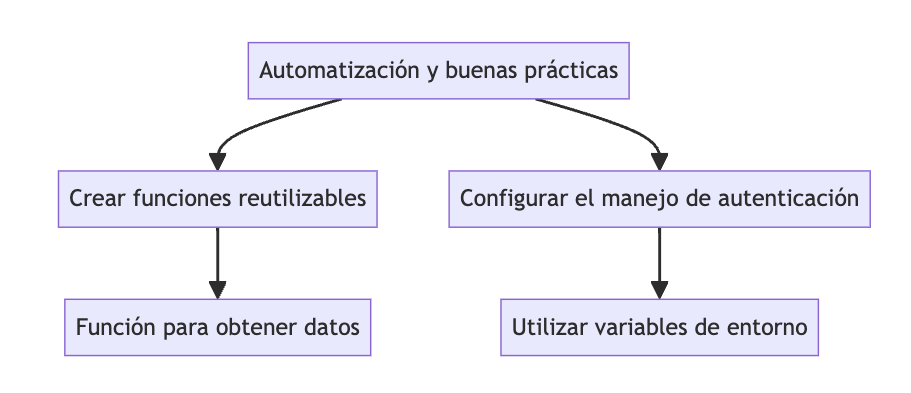 Automatización y buenas prácticas
Crear funciones reutilizables
Configurar el manejo de autenticación
Función para obtener datos
Utilizar variables de entorno